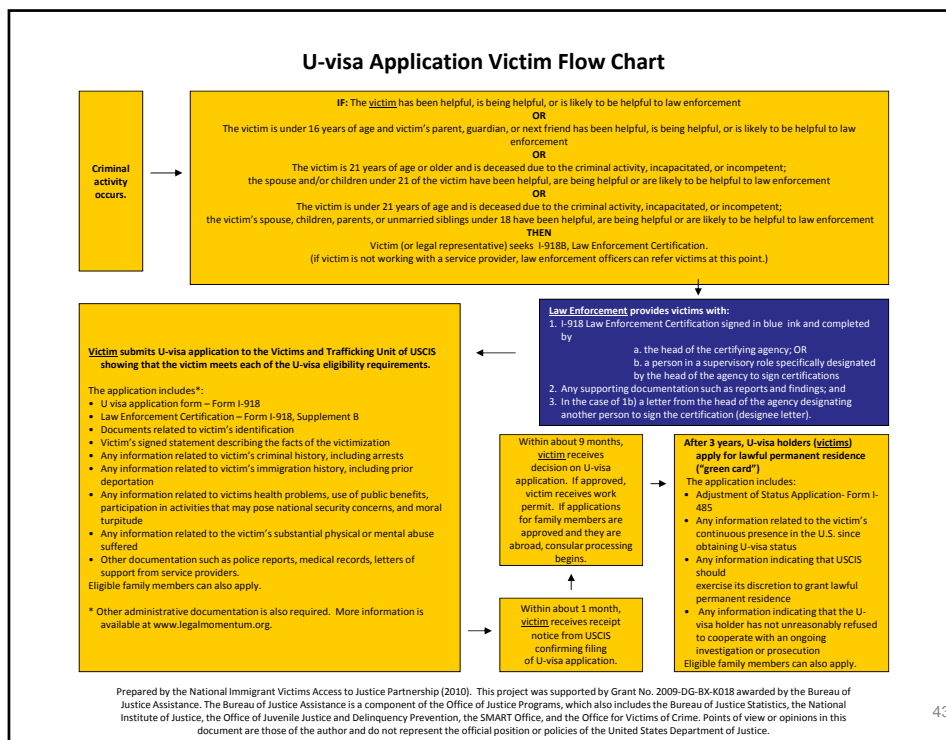 U-visa Application Victim Flow Chart
Criminal
activity
occurs.
IF: The victim has been helpful, is being helpful, or is likely to be helpful to law enforcement
OR
The victim is under 16 years of age and victim's parent, guardian, or next friend has been helpful, is being helpful, or is likely to be helpful to law
enforcement
OR
The victim is 21 years of age or older and is deceased due to the criminal activity, incapacitated, or incompetent;
the spouse and/or children under 21 of the victim have been helpful, are being helpful or are likely to be helpful to law enforcement
OR
The victim is under 21 years of age and is deceased due to the criminal activity, incapacitated, or incompetent;
the victim's spouse, children, parents, or unmarried siblings under 18 have been helpful, are being helpful or are likely to be helpful to law enforcement
THEN
Victim (or legal representative) seeks I-918B, Law Enforcement Certification.
(if victim is not working with a service provider, law enforcement officers can refer victims at this point.)
Law Enforcement provides victims with:
1. I-918 Law Enforcement Certification signed in blue ink and completed
by
a. the head of the certifying agency; OR
b. a person in a supervisory role specifically designated
by the head of the agency to sign certifications
2. Any supporting documentation such as reports and findings; and
3. In the case of 1b) a letter from the head of the agency designating
another person to sign the certification (designee letter).
Victim submits U-visa application to the Victims and Trafficking Unit of USCIS
showing that the victim meets each of the U-visa eligibility requirements.
The application includes*:
• U visa application form – Form I-918
• Law Enforcement Certification – Form I-918, Supplement B
• Documents related to victim's identification
• Victim's signed statement describing the facts of the victimization
• Any information related to victim's criminal history, including arrests
• Any information related to victim's immigration history, including prior
deportation
• Any information related to victims health problems, use of public benefits,
participation in activities that may pose national security concerns, and moral
turpitude
• Any information related to the victim's substantial physical or mental abuse
suffered
• Other documentation such as police reports, medical records, letters of
support from service providers.
Eligible family members can also apply.
* Other administrative documentation is also required. More information is
available at www.legalmomentum.org.
Within about 1 month,
victim receives receipt
notice from USCIS
confirming filing
of U-visa application.
Within about 9 months,
victim receives
decision on U-visa
application. If approved,
victim receives work
permit. If applications
for family members are
approved and they are
abroad, consular processing
begins.
After 3 years, U-visa holders (victims)
apply for lawful permanent residence
("green card")
The application includes:
• Adjustment of Status Application- Form I-
485
• Any information related to the victim's
continuous presence in the U.S. since
obtaining U-visa status
• Any information indicating that USCIS
should
exercise its discretion to grant lawful
permanent residence
• Any information indicating that the U-
visa holder has not unreasonably refused
to cooperate with an ongoing
investigation or prosecution
Eligible family members can also apply.
Prepared by the National Immigrant Victims Access to Justice Partnership (2010). This project was supported by Grant No. 2009-DG-BX-K018 awarded by the Bureau of
Justice Assistance. The Bureau of Justice Assistance is a component of the Office of Justice Programs, which also includes the Bureau of Justice Statistics, the National
Institute of Justice, the Office of Juvenile Justice and Delinquency Prevention, the SMART Office, and the Office for Victims of Crime. Points of view or opinions in this
document are those of the author and do not represent the official position or policies of the United States Department of Justice.
43